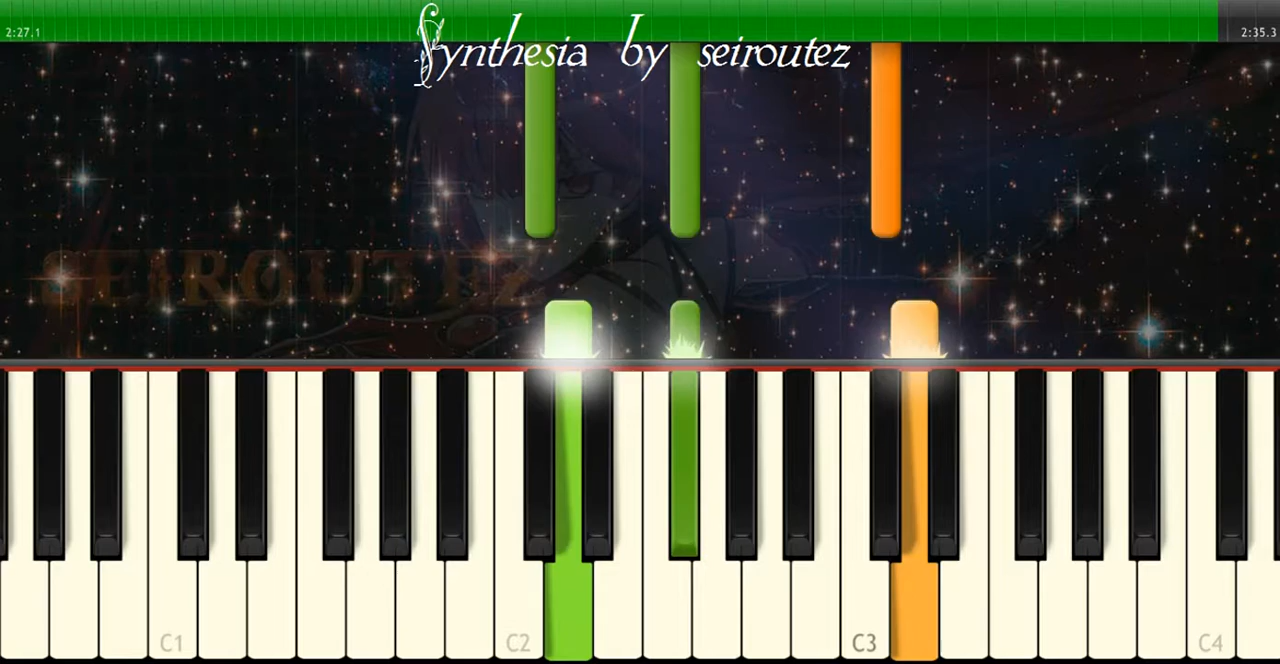 2:27.1
2:35.3
Synthesia by seiroutez
SEIROUTEZ
C1
C2
C3
C4